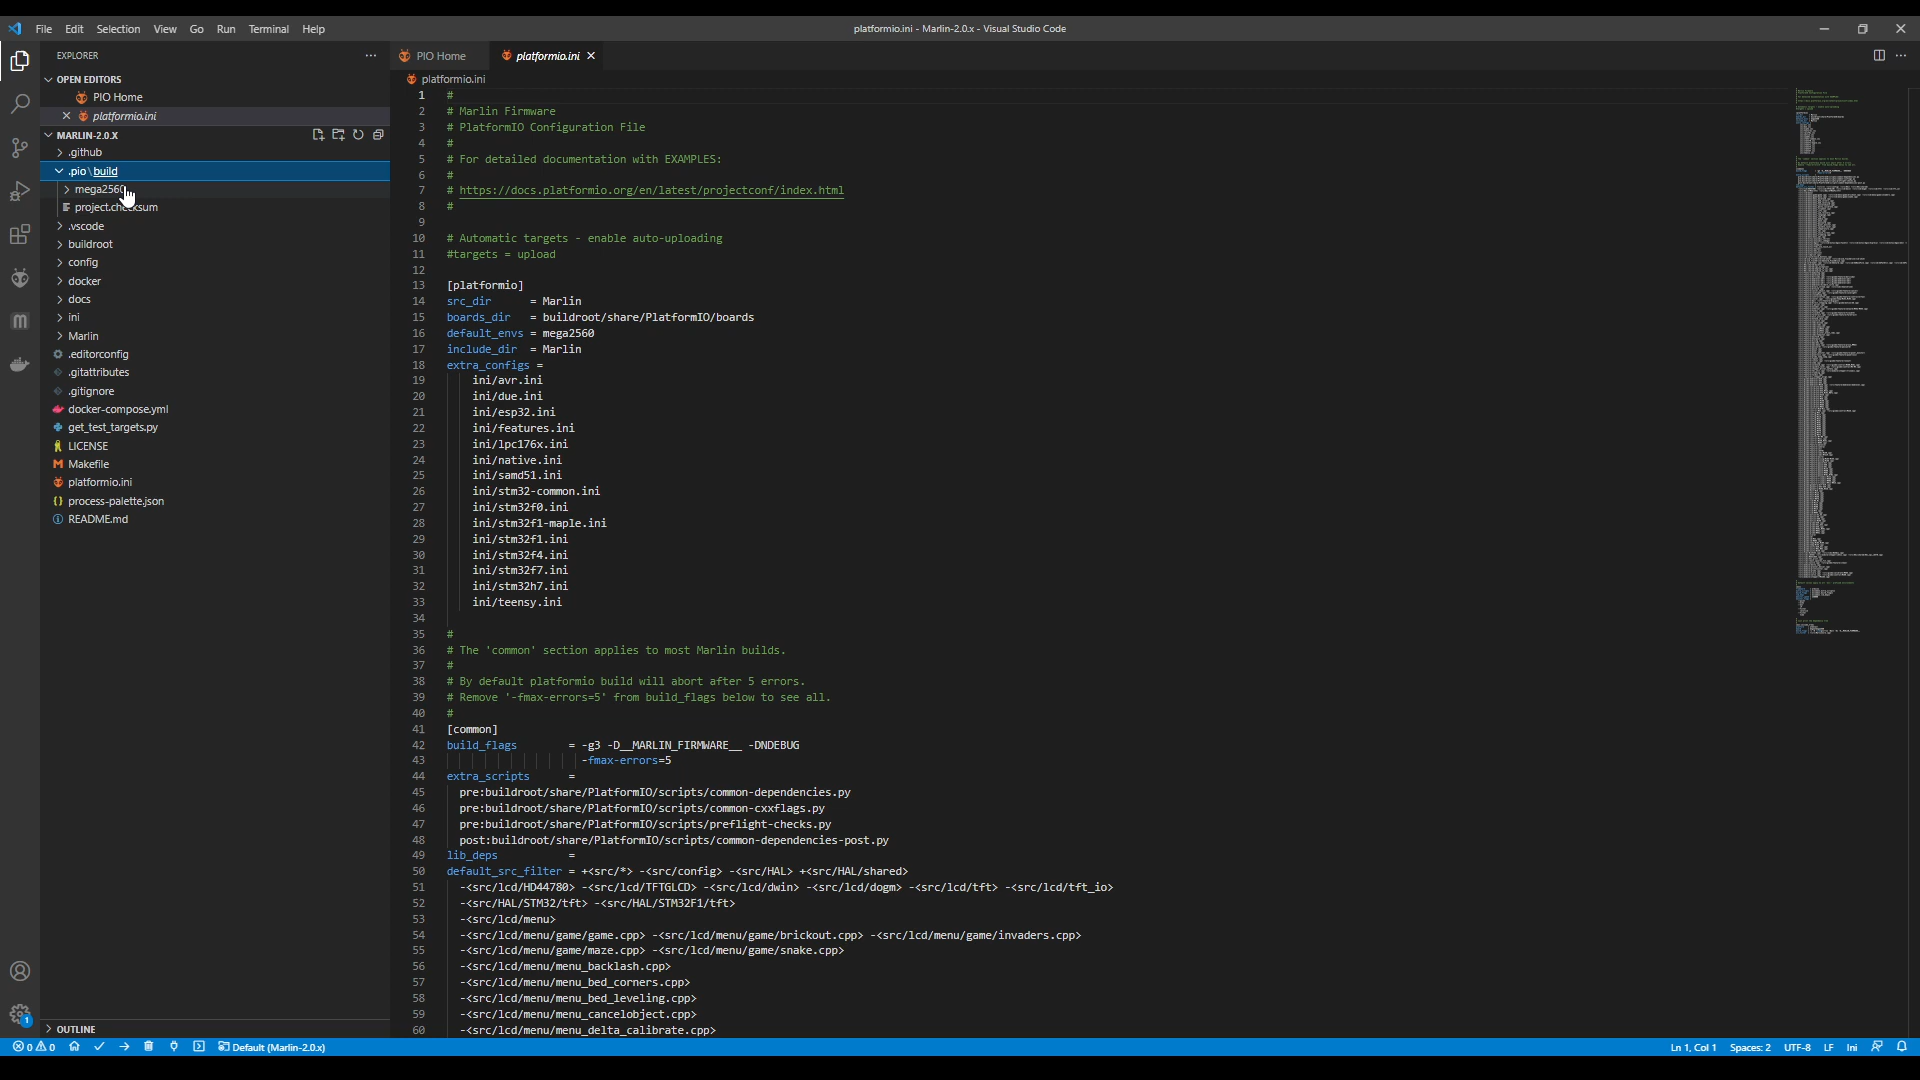 File Edit Selection View Go Run Terminal Help
platformio.ini - Marlin-2.0.x - Visual Studio Code
EXPLORER
OPEN EDITORS
PIO Home
platformio.ini
MARLIN-2.0.X
.github
.pio\build
mega2560
project.checksum
.vscode
buildroot
config
docker
docs
ini
Marlin
.editorconfig
.gitattributes
.gitignore
docker-compose.yml
get_test_targets.py
LICENSE
Makefile
platformio.ini
process-palette.json
README.md
OUTLINE
PIO Home platformio.ini
platformio.ini
1 #
2 # Marlin Firmware
3 # PlatformIO Configuration File
4 #
5 # For detailed documentation with EXAMPLES:
6 #
7 # https://docs.platformio.org/en/latest/projectconf/index.html
8 #
9
10 # Automatic targets - enable auto-uploading
11 #targets = upload
12
13 [platformio]
14 src_dir = Marlin
15 boards_dir = buildroot/share/PlatformIO/boards
16 default_envs = mega2560
17 include_dir = Marlin
18 extra_configs =
19 ini/avr.ini
20 ini/due.ini
21 ini/esp32.ini
22 ini/features.ini
23 ini/lpc176x.ini
24 ini/native.ini
25 ini/samd51.ini
26 ini/stm32-common.ini
27 ini/stm32f0.ini
28 ini/stm32f1-maple.ini
29 ini/stm32f1.ini
30 ini/stm32f4.ini
31 ini/stm32f7.ini
32 ini/stm32h7.ini
33 ini/teensy.ini
34
35 #
36 # The 'common' section applies to most Marlin builds.
37 #
38 # By default platformio build will abort after 5 errors.
39 # Remove '-fmax-errors=5' from build_flags below to see all.
40 #
41 [common]
42 build_flags = -g3 -D__MARLIN_FIRMWARE__ -DNDEBUG
43 -fmax-errors=5
44 extra_scripts =
45 pre:buildroot/share/PlatformIO/scripts/common-dependencies.py
46 pre:buildroot/share/PlatformIO/scripts/common-cxxflags.py
47 pre:buildroot/share/PlatformIO/scripts/preflight-checks.py
48 post:buildroot/share/PlatformIO/scripts/common-dependencies-post.py
49 lib_deps =
50 default_src_filter = +<src/*> -<src/config> -<src/HAL> +<src/HAL/shared>
51 -<src/lcd/HD44780> -<src/lcd/TFTGLCD> -<src/lcd/dwin> -<src/lcd/dogm> -<src/lcd/tft> -<src/lcd/tft_io>
52 -<src/HAL/STM32/tft> -<src/HAL/STM32F1/tft>
53 -<src/lcd/menu>
54 -<src/lcd/menu/game/game.cpp> -<src/lcd/menu/game/brickout.cpp> -<src/lcd/menu/game/invaders.cpp>
55 -<src/lcd/menu/game/maze.cpp> -<src/lcd/menu/game/snake.cpp>
56 -<src/lcd/menu/menu_backlash.cpp>
57 -<src/lcd/menu/menu_bed_corners.cpp>
58 -<src/lcd/menu/menu_bed_leveling.cpp>
59 -<src/lcd/menu/menu_cancelobject.cpp>
60 -<src/lcd/menu/menu_delta_calibrate.cpp>
1
0 0 Default (Marlin-2.0.x) Ln 1, Col 1 Spaces: 2 UTF-8 LF Ini